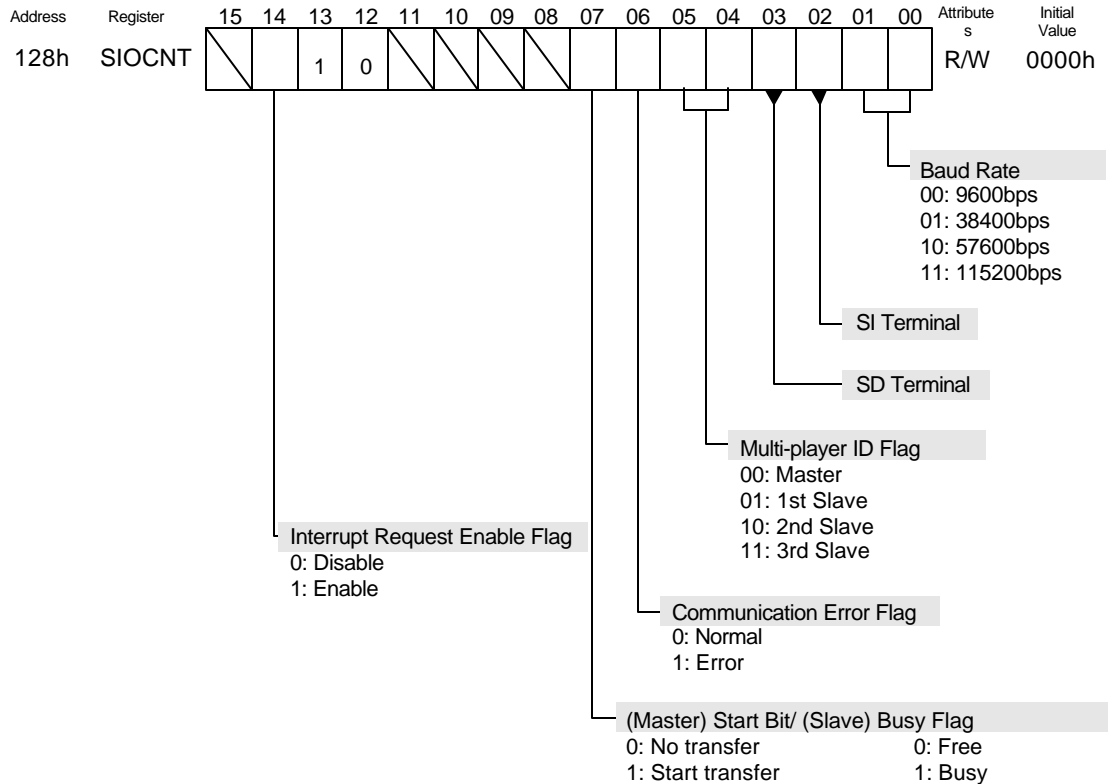 Address Register 15 14 13 12 11 10 09 08 07 06 05 04 03 02 01 00 Attribute
s Initial
Value
128h SIOCNT 1 0 R/W 0000h
Baud Rate
00: 9600bps
01: 38400bps
10: 57600bps
11: 115200bps
SI Terminal
SD Terminal
Multi-player ID Flag
00: Master
01: 1st Slave
10: 2nd Slave
11: 3rd Slave
Interrupt Request Enable Flag
0: Disable
1: Enable
Communication Error Flag
0: Normal
1: Error
(Master) Start Bit/ (Slave) Busy Flag
0: No transfer 0: Free
1: Start transfer 1: Busy